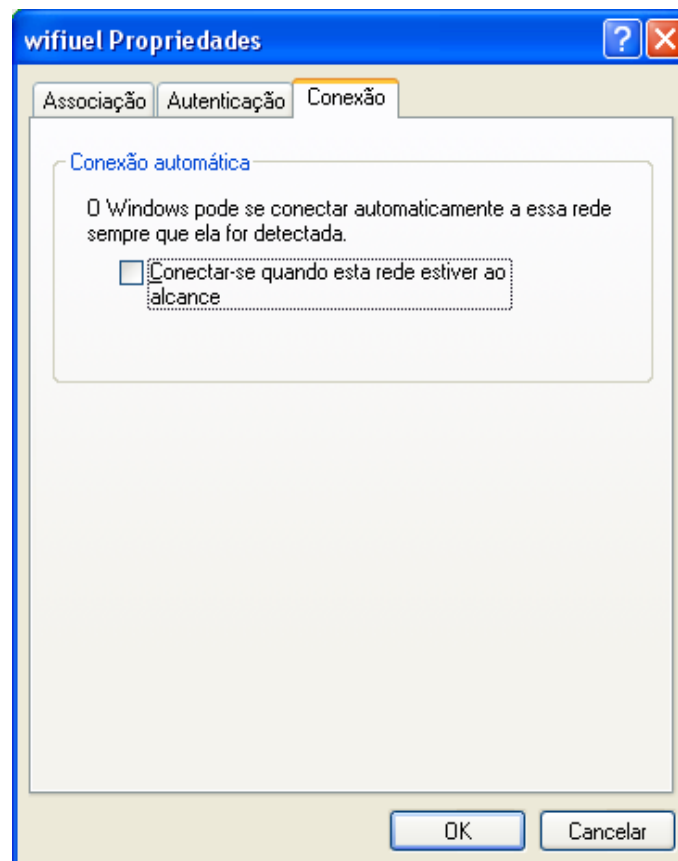 wifiuel Propriedades
Associação Autenticação Conexão
Conexão automática
O Windows pode se conectar automaticamente a essa rede
sempre que ela for detectada.
Conectar-se quando esta rede estiver ao
alcance
OK Cancelar